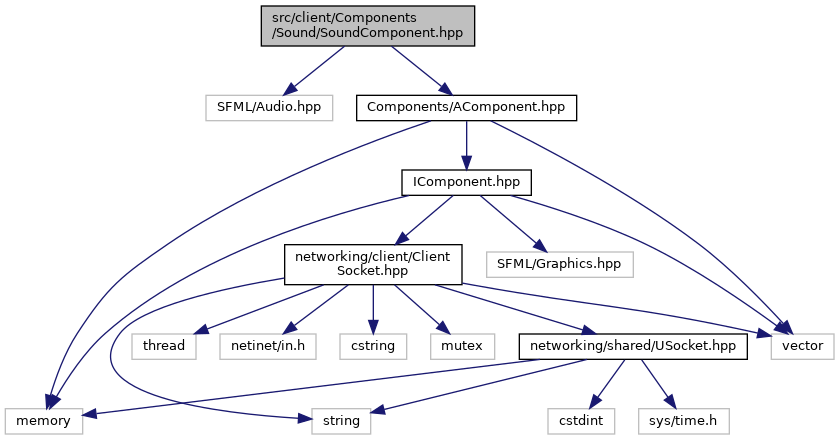 src/client/Components
/Sound/SoundComponent.hpp
SFML/Audio.hpp
Components/AComponent.hpp
IComponent.hpp
networking/client/Client
Socket.hpp
SFML/Graphics.hpp
thread
netinet/in.h
cstring
mutex
networking/shared/USocket.hpp
vector
memory
string
cstdint
sys/time.h